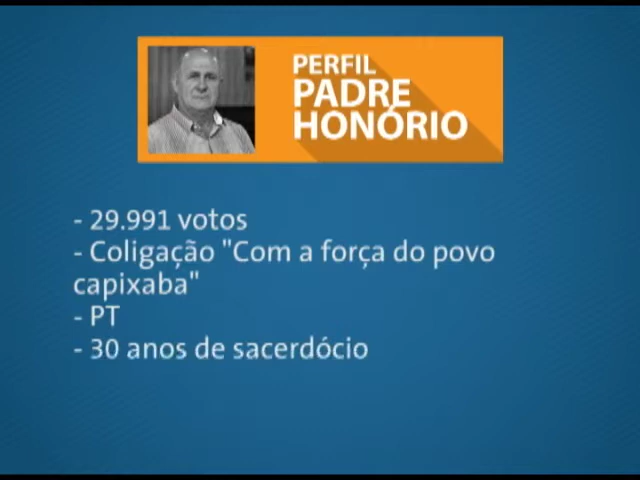 PERFIL
PADRE
HONÓRIO
- 29.991 votos
- Coligação "Com a força do povo
capixaba"
- PT
- 30 anos de sacerdócio